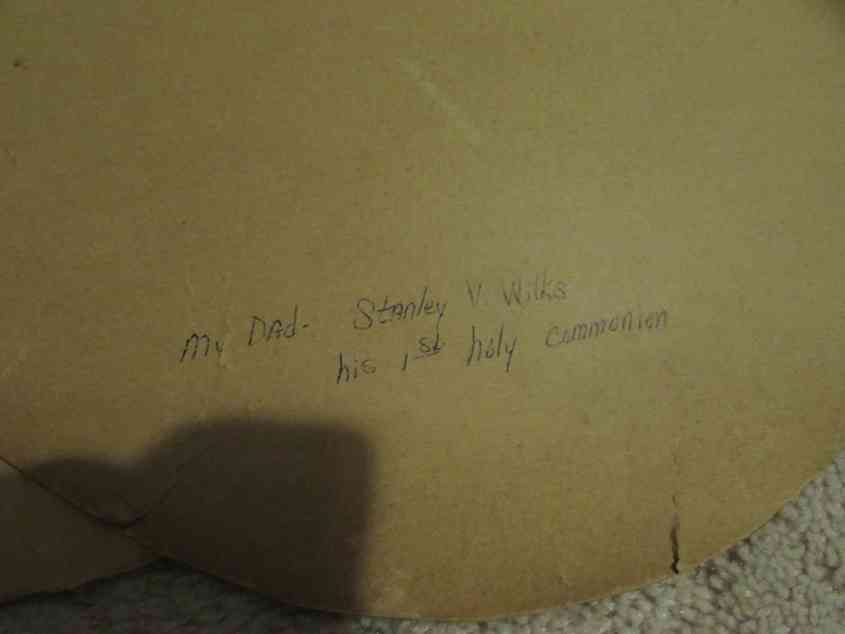 My DAd- Stanley V. Wilks
his 1st holy Communion